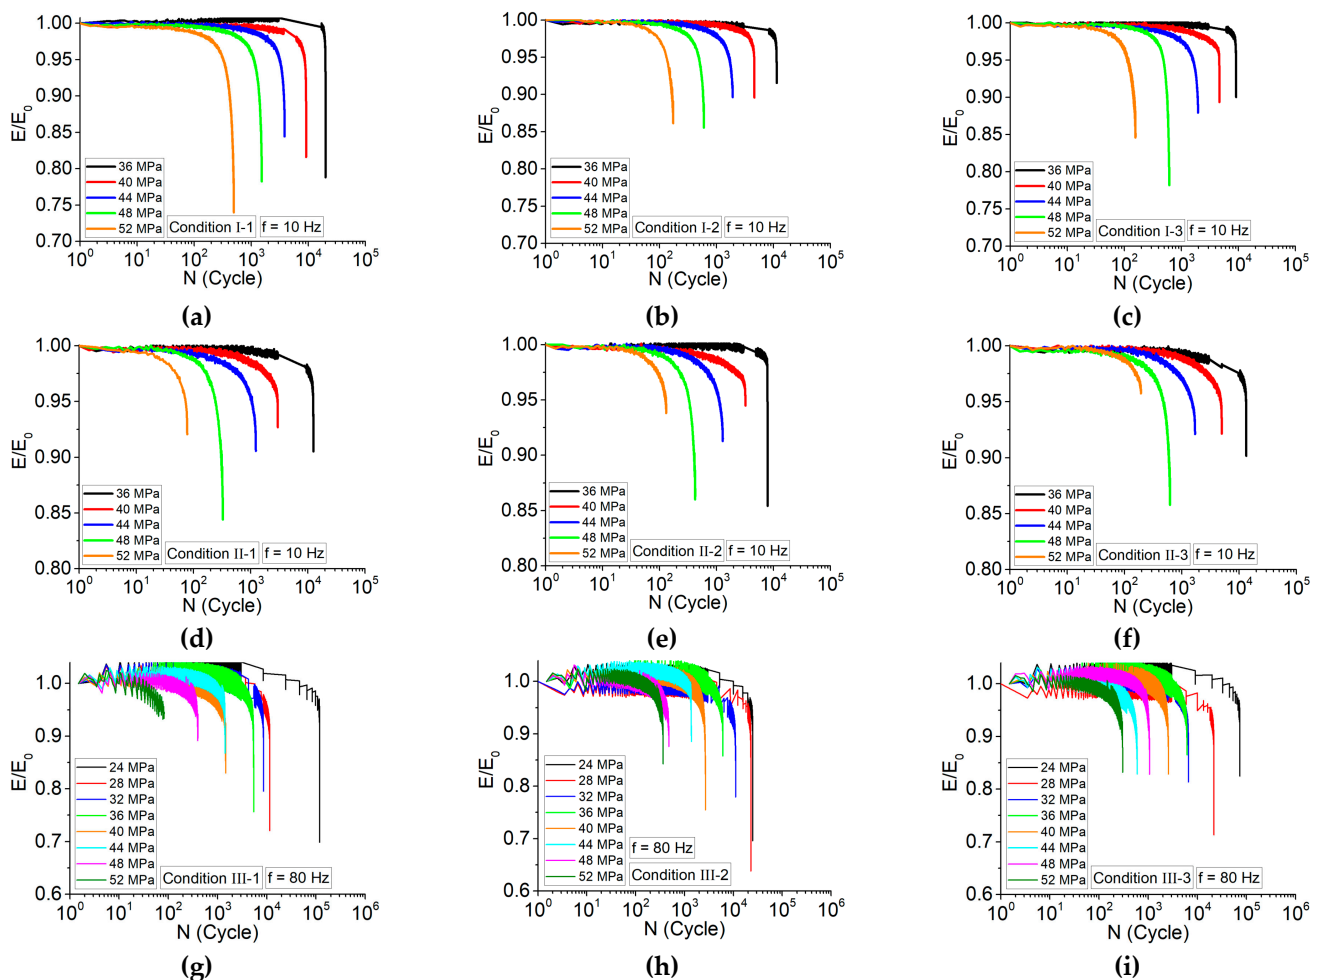 E/E0
1.00
0.95
0.90
0.85
0.80
0.75
0.70
36 MPa
40 MPa
44 MPa
48 MPa
52 MPa
Condition I-1
f = 10 Hz
10^0 10^1 10^2 10^3 10^4 10^5
N (Cycle)
(a)
E/E0
1.00
0.95
0.90
0.85
0.80
0.75
0.70
36 MPa
40 MPa
44 MPa
48 MPa
52 MPa
Condition I-2
f = 10 Hz
10^0 10^1 10^2 10^3 10^4 10^5
N (Cycle)
(b)
E/E0
1.00
0.95
0.90
0.85
0.80
0.75
0.70
36 MPa
40 MPa
44 MPa
48 MPa
52 MPa
Condition I-3
f = 10 Hz
10^0 10^1 10^2 10^3 10^4 10^5
N (Cycle)
(c)
E/E0
1.00
0.95
0.90
0.85
0.80
36 MPa
40 MPa
44 MPa
48 MPa
52 MPa
Condition II-1
f = 10 Hz
10^0 10^1 10^2 10^3 10^4 10^5
N (Cycle)
(d)
E/E0
1.00
0.95
0.90
0.85
0.80
36 MPa
40 MPa
44 MPa
48 MPa
52 MPa
Condition II-2
f = 10 Hz
10^0 10^1 10^2 10^3 10^4 10^5
N (Cycle)
(e)
E/E0
1.00
0.95
0.90
0.85
0.80
36 MPa
40 MPa
44 MPa
48 MPa
52 MPa
Condition II-3
f = 10 Hz
10^0 10^1 10^2 10^3 10^4 10^5
N (Cycle)
(f)
E/E0
1.0
0.9
0.8
0.7
0.6
24 MPa
28 MPa
32 MPa
36 MPa
40 MPa
44 MPa
48 MPa
52 MPa
Condition III-1
f = 80 Hz
10^0 10^1 10^2 10^3 10^4 10^5 10^6
N (Cycle)
(g)
E/E0
1.0
0.9
0.8
0.7
0.6
24 MPa
28 MPa
32 MPa
36 MPa
40 MPa
44 MPa
48 MPa
52 MPa
f = 80 Hz
Condition III-2
10^0 10^1 10^2 10^3 10^4 10^5 10^6
N (Cycle)
(h)
E/E0
1.0
0.9
0.8
0.7
0.6
24 MPa
28 MPa
32 MPa
36 MPa
40 MPa
44 MPa
48 MPa
52 MPa
Condition III-3
f = 80 Hz
10^0 10^1 10^2 10^3 10^4 10^5 10^6
N (Cycle)
(i)